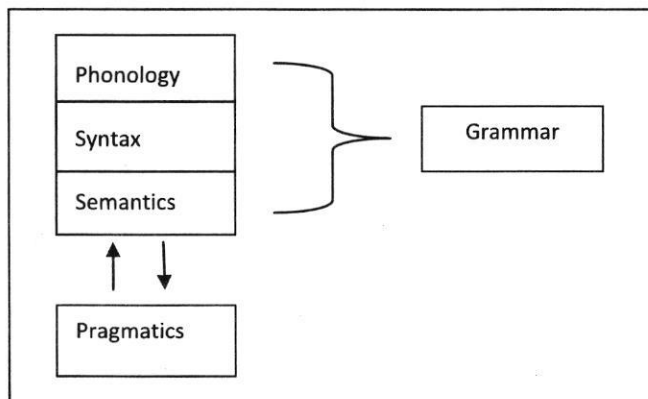 Phonology
Syntax
Semantics
Pragmatics
Grammar